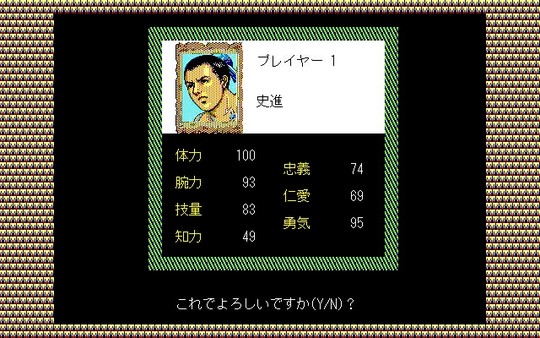 プレイヤー 1
史進
体力 100
腕力 93
技量 83
知力 49
忠義 74
仁愛 69
勇気 95
これでよろしいですか(Y/N)?